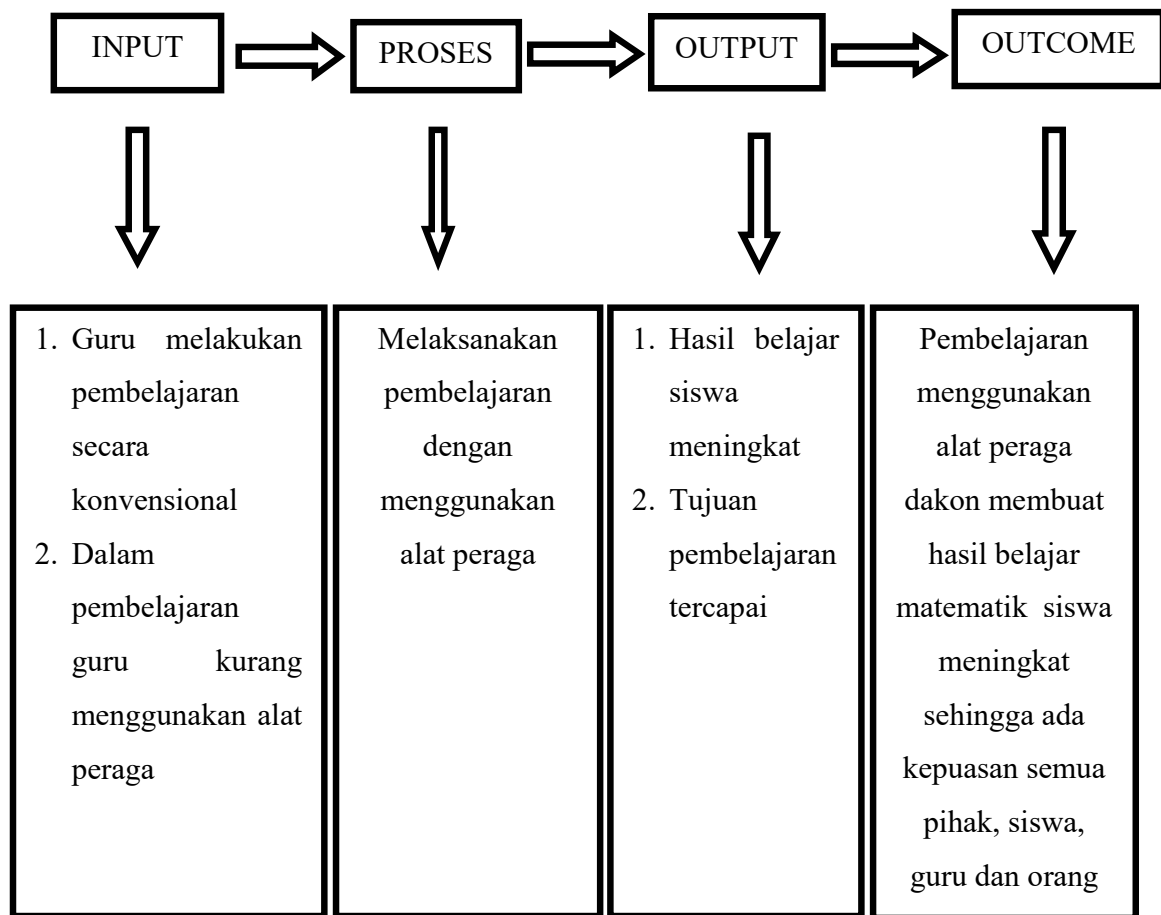 INPUT
PROSES
OUTPUT
OUTCOME
1. Guru melakukan
pembelajaran
secara
konvensional
2. Dalam
pembelajaran
guru kurang
menggunakan alat
peraga
Melaksanakan
pembelajaran
dengan
menggunakan
alat peraga
1. Hasil belajar
siswa
meningkat
2. Tujuan
pembelajaran
tercapai
Pembelajaran
menggunakan
alat peraga
dakon membuat
hasil belajar
matematik siswa
meningkat
sehingga ada
kepuasan semua
pihak, siswa,
guru dan orang